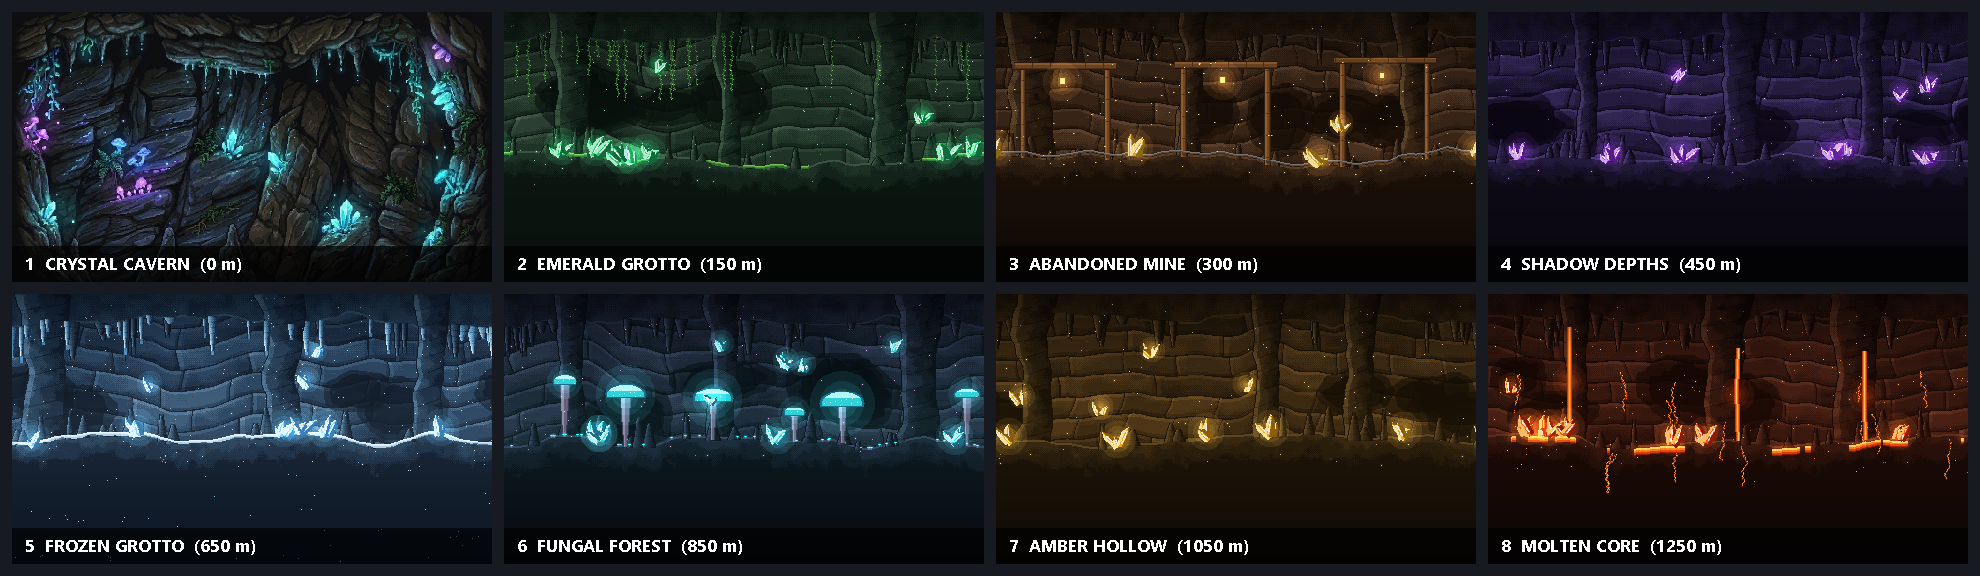 1 CRYSTAL CAVERN (0 m)
2 EMERALD GROTTO (150 m)
3 ABANDONED MINE (300 m)
4 SHADOW DEPTHS (450 m)
5 FROZEN GROTTO (650 m)
6 FUNGAL FOREST (850 m)
7 AMBER HOLLOW (1050 m)
8 MOLTEN CORE (1250 m)